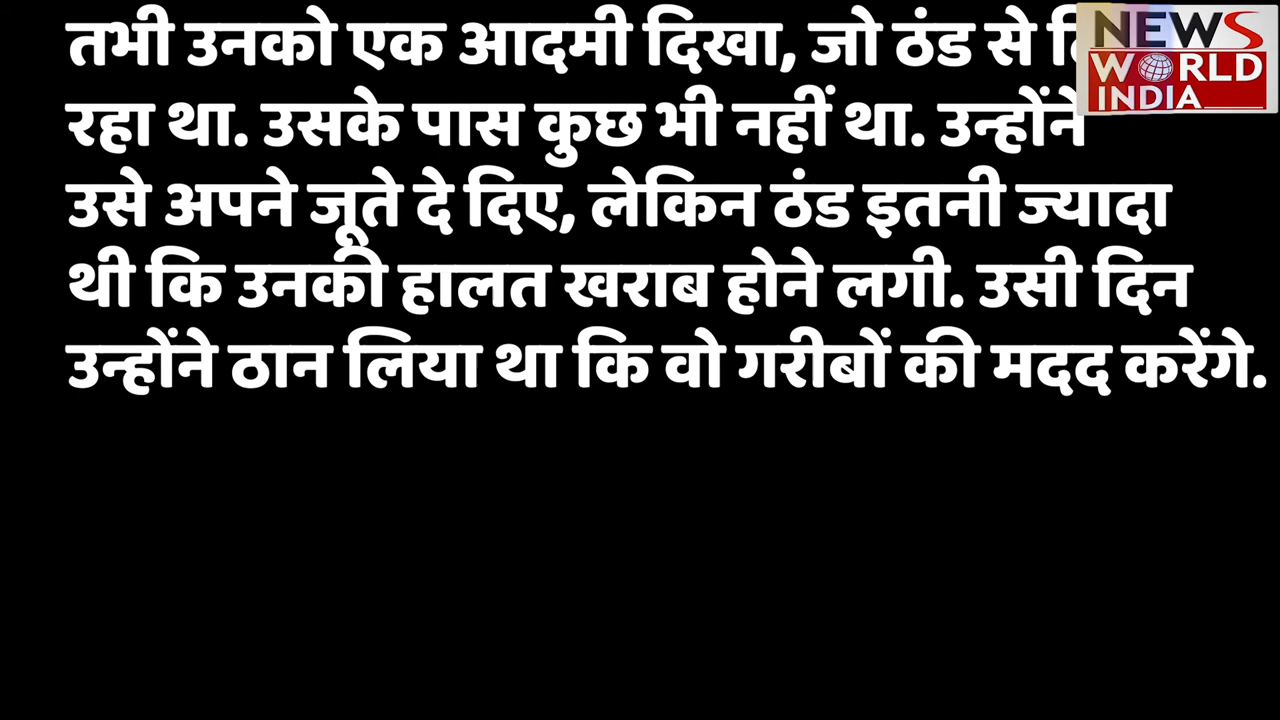 तभी उनको एक आदमी दिखा, जो ठंड से
रहा था. उसके पास कुछ भी नहीं था. उन्होंने
उसे अपने जूते दे दिए, लेकिन ठंड इतनी ज्यादा
थी कि उनकी हालत खराब होने लगी. उसी दिन
उन्होंने ठान लिया था कि वो गरीबों की मदद करेंगे.
NEWS
WORLD
INDIA